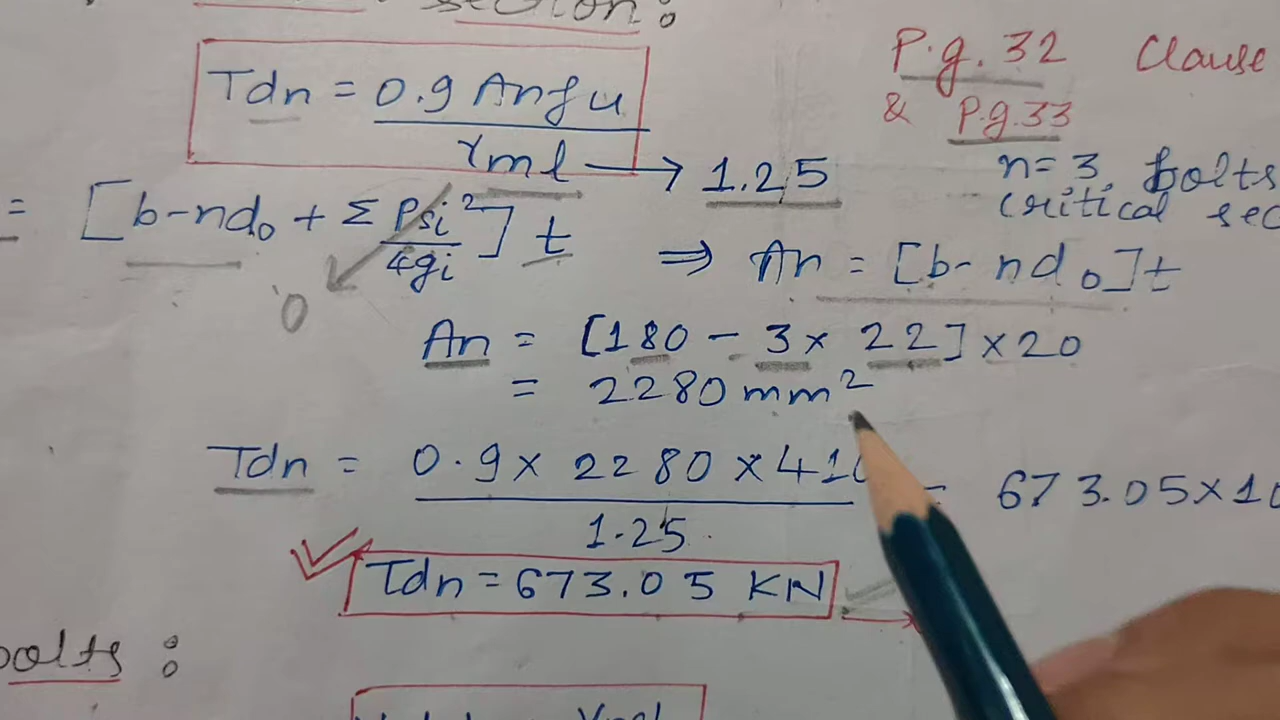 section:
Tdn = 0.9 Anfu
γml → 1.25
P.g. 32 Clause
& P.g.33
n=3 bolts
critical sec
= [b-nd₀ + Σ Psi²/4gi] t ⇒ An = [b- nd₀]t
0
An = [180 - 3× 22] ×20
= 2280mm²
Tdn = 0.9× 2280 ×410 = 673.05×10
1.25
Tdn = 673.05 KN
bolts :